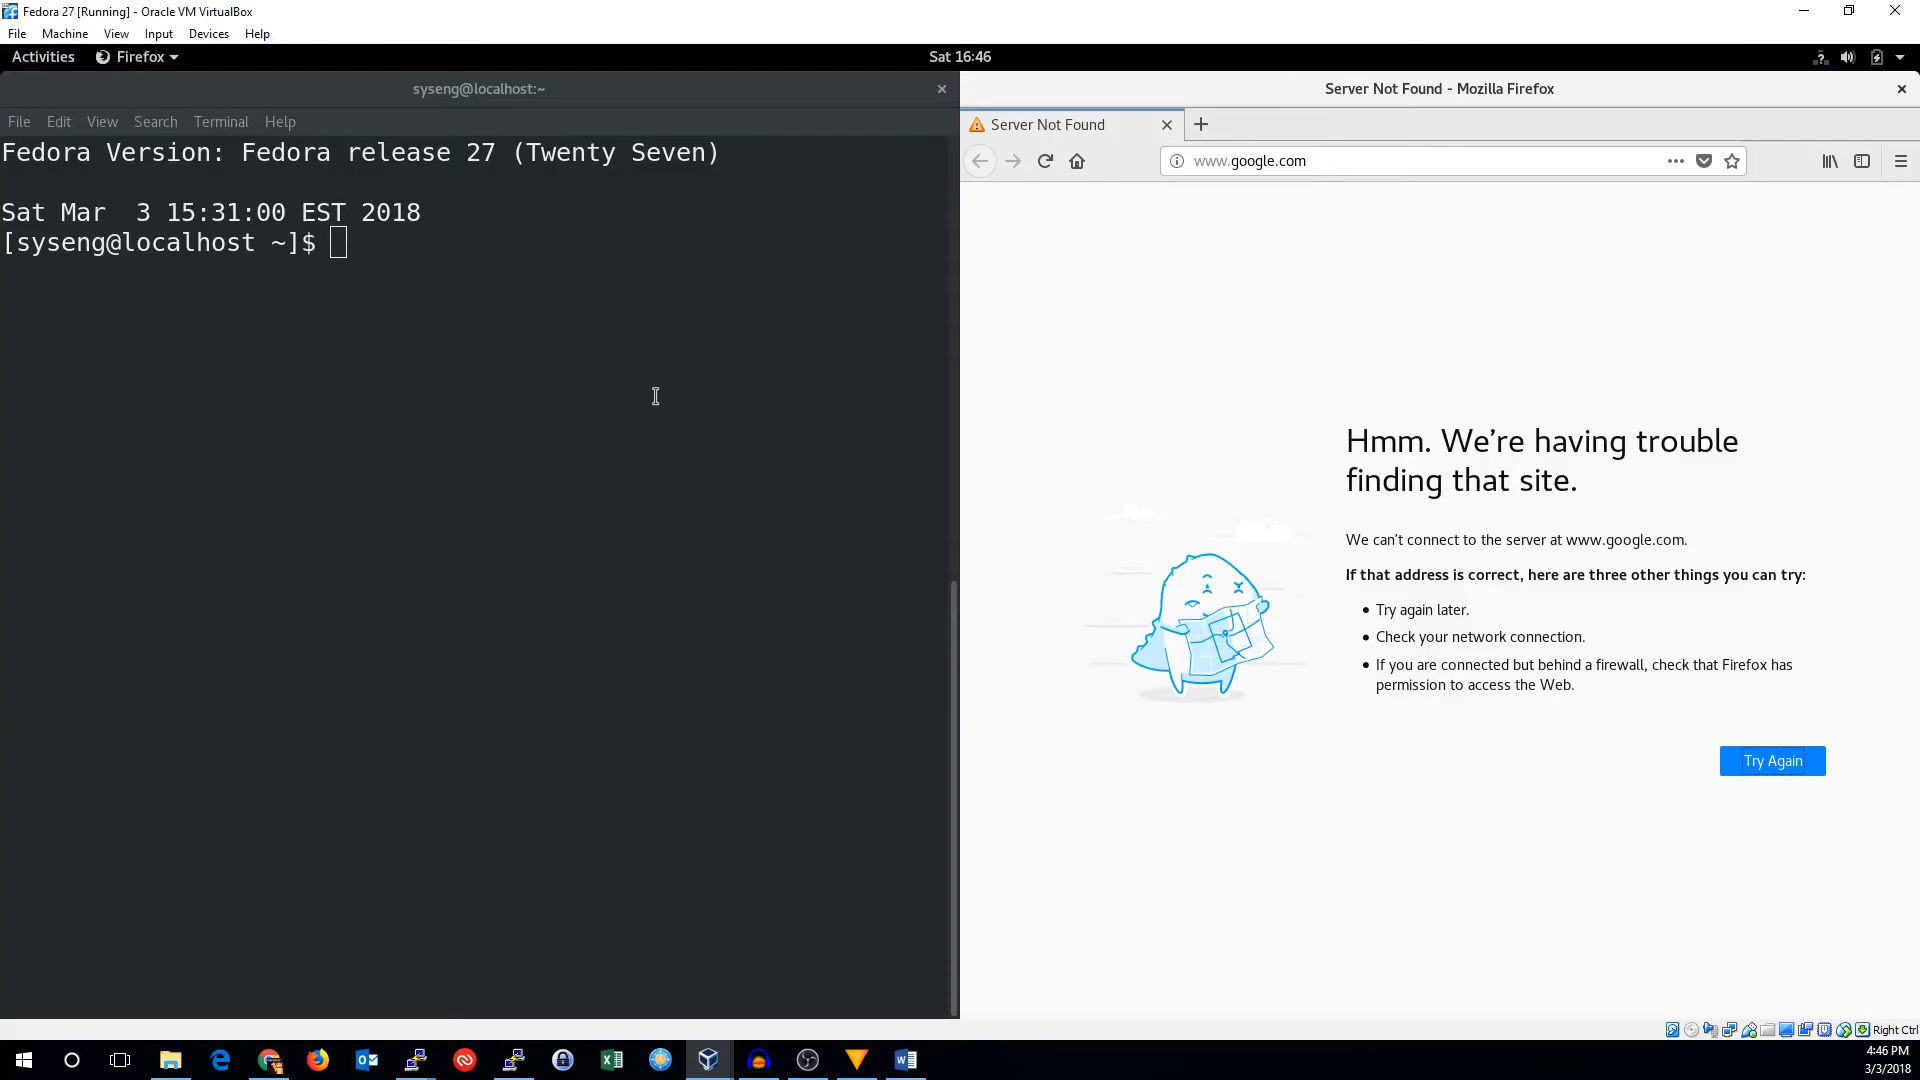 Fedora 27 [Running] - Oracle VM VirtualBox
File Machine View Input Devices Help
Activities Firefox Sat 16:46
syseng@localhost:~
File Edit View Search Terminal Help
Fedora Version: Fedora release 27 (Twenty Seven)
Sat Mar  3 15:31:00 EST 2018
[syseng@localhost ~]$
Server Not Found - Mozilla Firefox
Server Not Found
www.google.com
Hmm. We’re having trouble
finding that site.
We can’t connect to the server at www.google.com.
If that address is correct, here are three other things you can try:
• Try again later.
• Check your network connection.
• If you are connected but behind a firewall, check that Firefox has
permission to access the Web.
Try Again
Right Ctrl
4:46 PM
3/3/2018